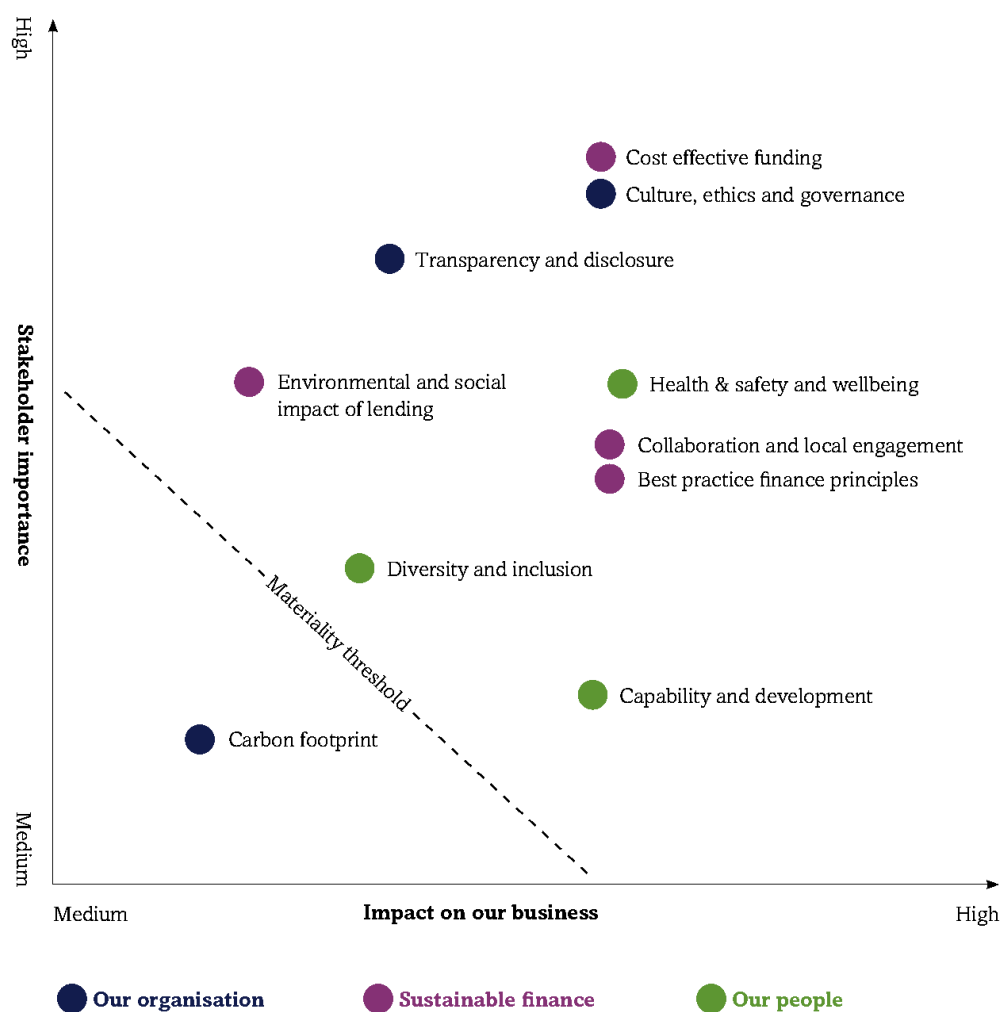 High
Cost effective funding
Culture, ethics and governance
Transparency and disclosure
Stakeholder importance
Environmental and social
impact of lending
Health & safety and wellbeing
Collaboration and local engagement
Best practice finance principles
Diversity and inclusion
Materiality threshold
Capability and development
Carbon footprint
Medium
Medium
Impact on our business
High
Our organisation
Sustainable finance
Our people